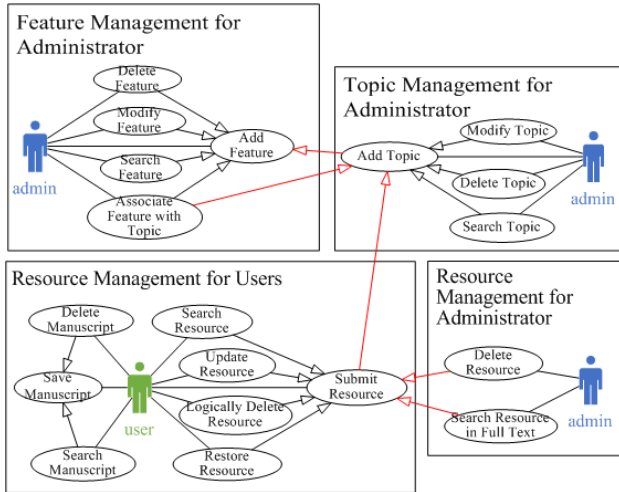 Feature Management for
Administrator
Delete
Feature
Modify
Feature
Search
Feature
Associate
Feature with
Topic
Add
Feature
admin
Topic Management for
Administrator
Modify Topic
Add Topic
Delete Topic
Search Topic
admin
Resource Management for Users
Delete
Manuscript
Search
Resource
Save
Manuscript
Update
Resource
Submit
Resource
Logically Delete
Resource
user
Search
Manuscript
Restore
Resource
Resource
Management for
Administrator
Delete
Resource
Search Resource
in Full Text
admin